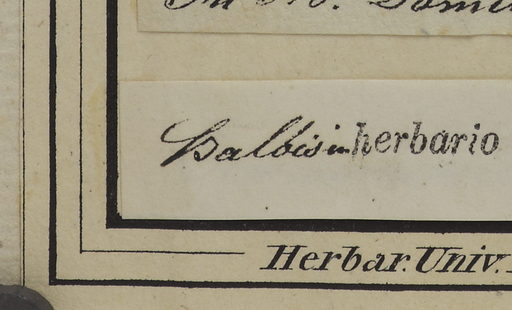 Balbis in herbario
Herbar. Univ.